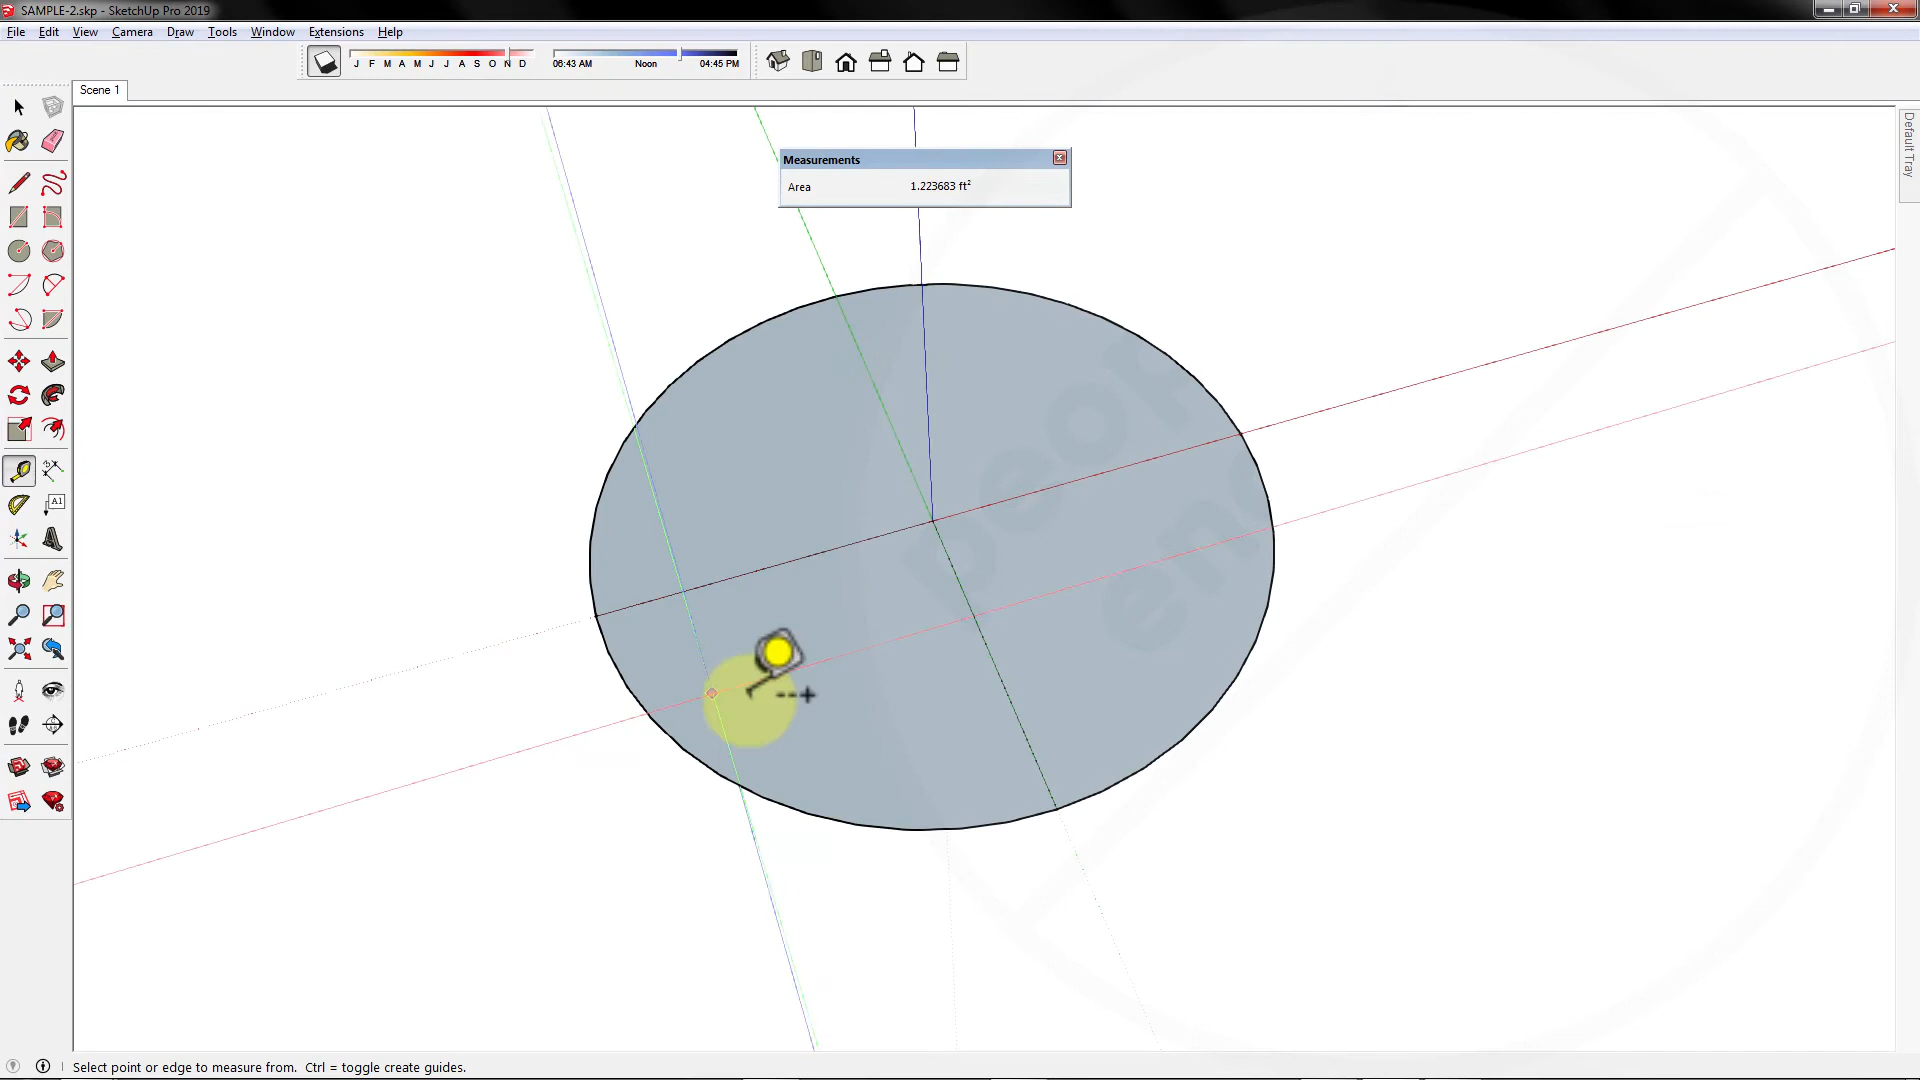 SAMPLE-2.skp - SketchUp Pro 2019
File Edit View Camera Draw Tools Window Extensions Help
J F M A M J J A S O N D
06:43 AM Noon 04:45 PM
Scene 1
Default Tray
Measurements
Area 1.223683 ft²
A1
Select point or edge to measure from. Ctrl = toggle create guides.